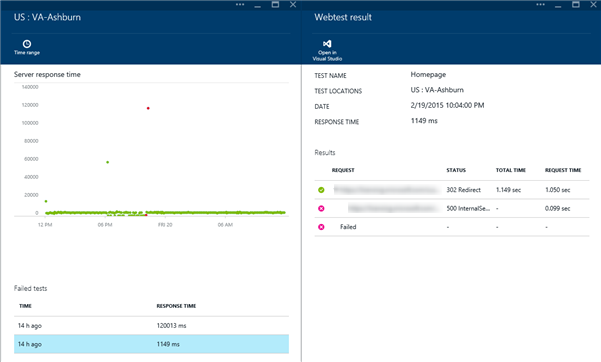 US : VA-Ashburn
Time range
Server response time
140000
120000
100000
80000
60000
40000
20000
0
12 PM
06 PM
FRI 20
06 AM
Failed tests
TIME RESPONSE TIME
14 h ago 120013 ms
14 h ago 1149 ms
Webtest result
Open in
Visual Studio
TEST NAME Homepage
TEST LOCATIONS US : VA-Ashburn
DATE 2/19/2015 10:04:00 PM
RESPONSE TIME 1149 ms
Results
REQUEST STATUS TOTAL TIME REQUEST TIME
302 Redirect 1.149 sec 1.050 sec
500 InternalSe... - 0.099 sec
Failed - - -